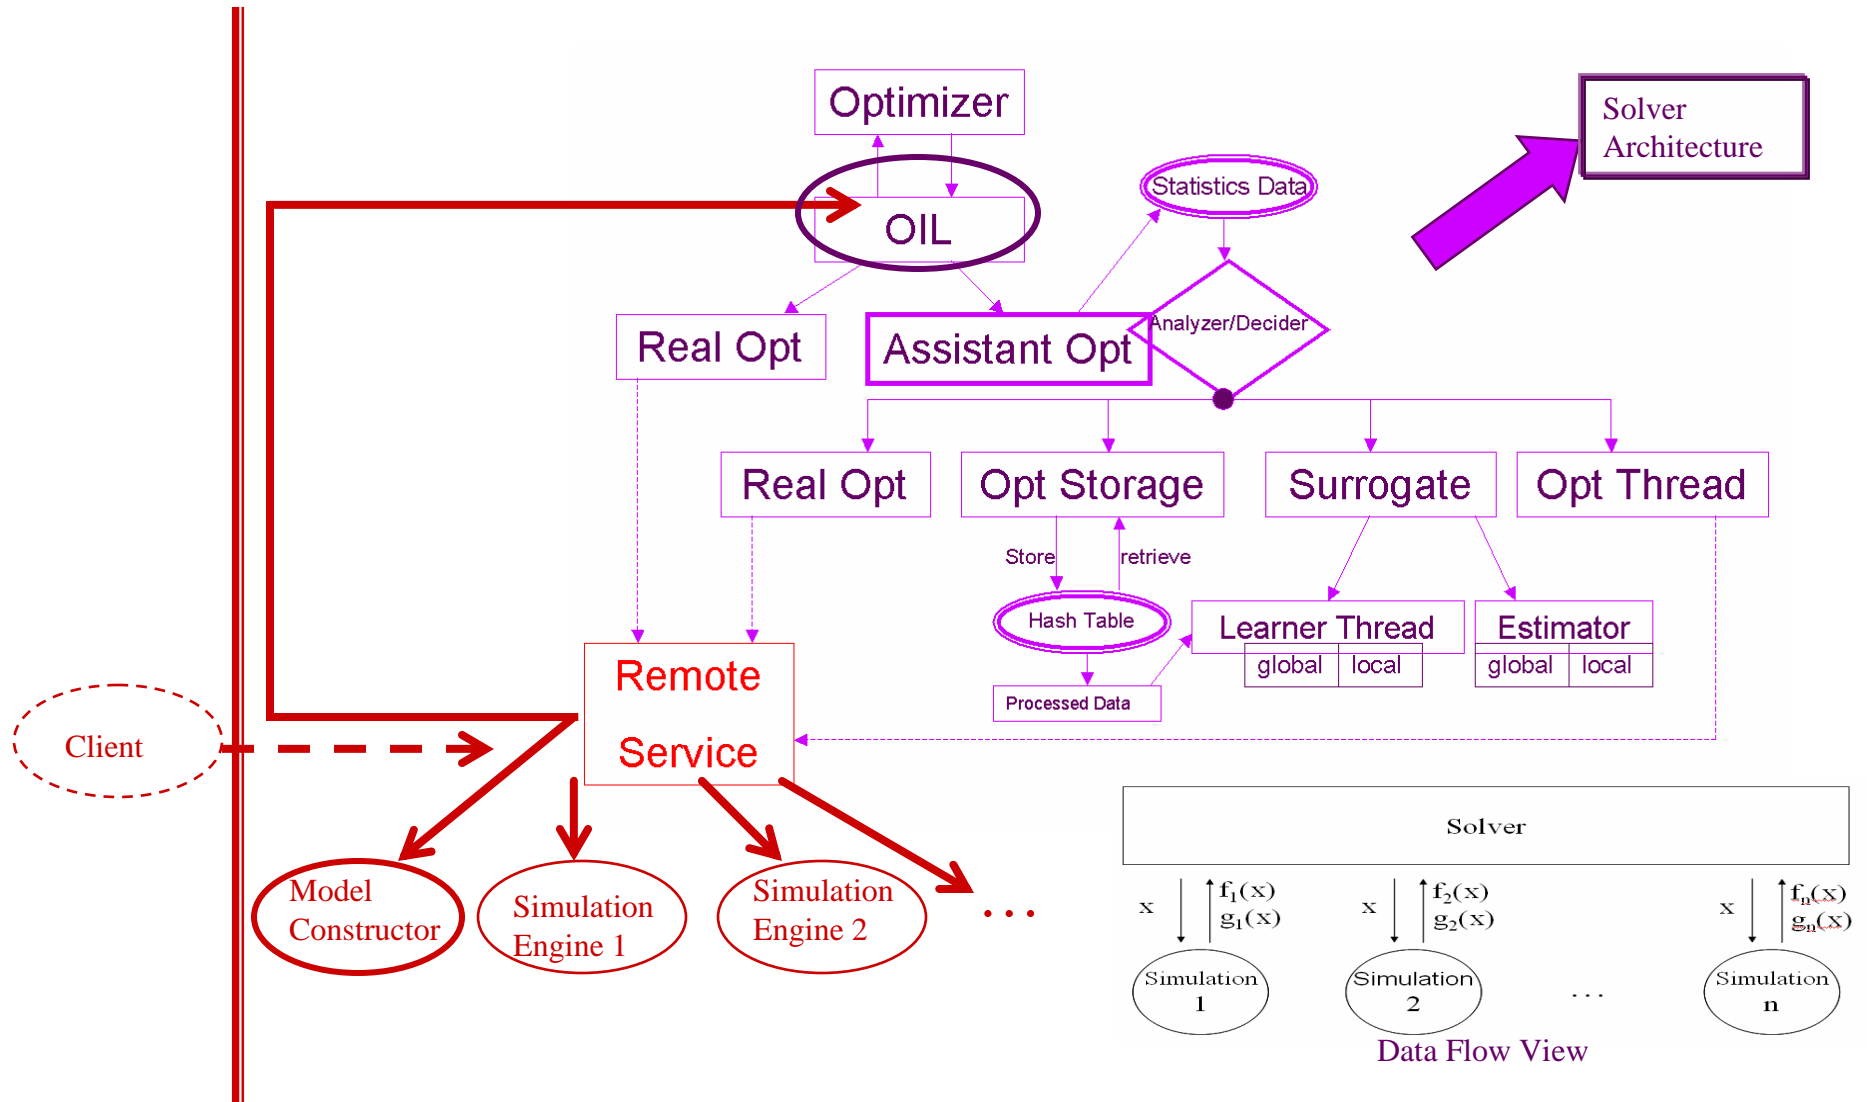 Optimizer
Solver
Architecture
Statistics Data
OIL
Analyzer/Decider
Real Opt
Assistant Opt
Real Opt
Opt Storage
Surrogate
Opt Thread
Store
retrieve
Hash Table
Learner Thread
Estimator
global
local
global
local
Processed Data
Remote
Service
Client
Solver
Model
Constructor
Simulation
Engine 1
Simulation
Engine 2
...
x
f₁(x)
g₁(x)
x
f₂(x)
g₂(x)
x
fₙ(x)
gₙ(x)
Simulation
1
Simulation
2
...
Simulation
n
Data Flow View